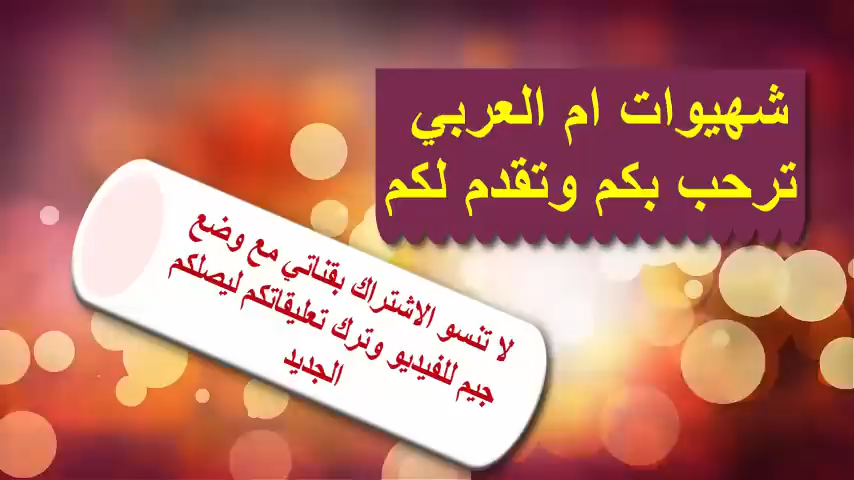 شهيوات ام العربي
ترحب بكم وتقدم لكم
لا تنسو الاشتراك بقناتي مع وضع
جيم للفيديو وترك تعليقاتكم ليصلكم
الجديد